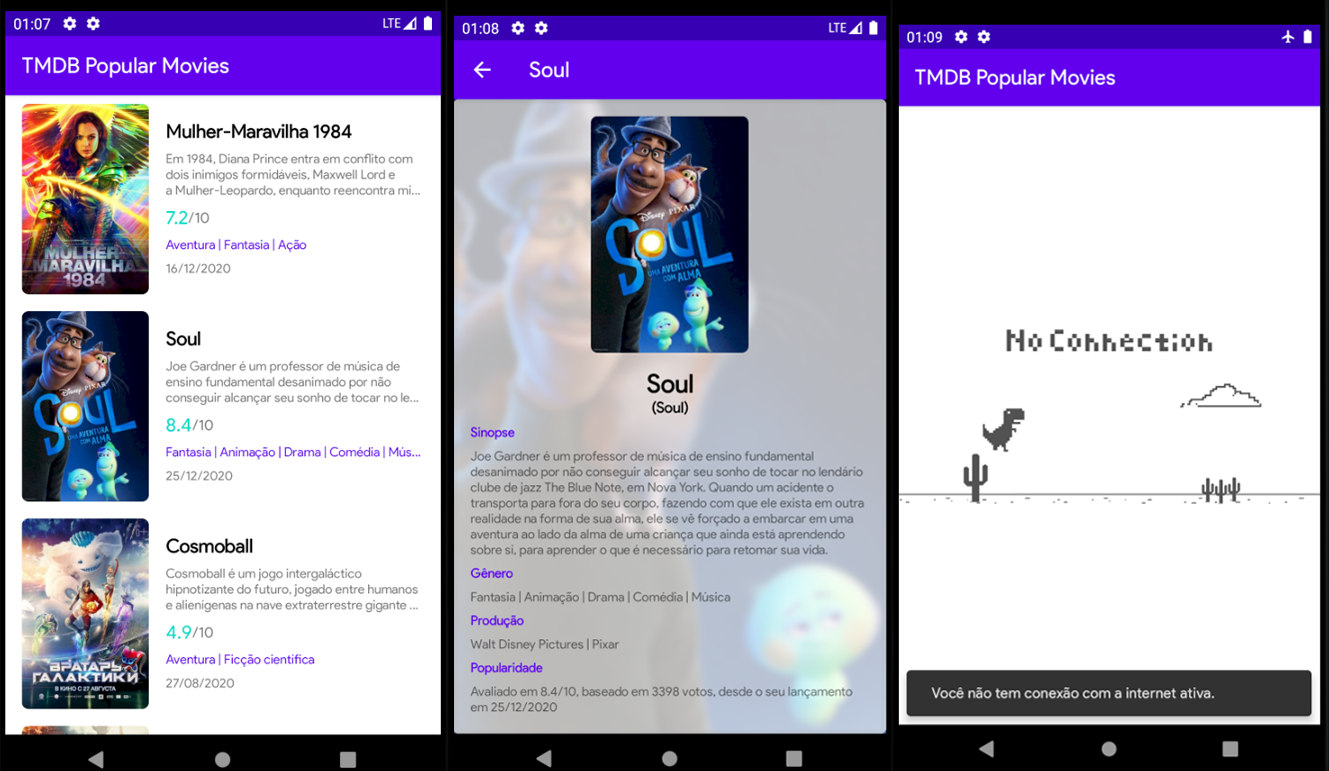 01:07
LTE
TMDB Popular Movies
MULHER
MARAVILHA
1984
Mulher-Maravilha 1984
Em 1984, Diana Prince entra em conflito com
dois inimigos formidáveis, Maxwell Lord e
a Mulher-Leopardo, enquanto reencontra mi...
7.2/10
Aventura | Fantasia | Ação
16/12/2020
Disney PIXAR
SOUL
Soul
Joe Gardner é um professor de música de
ensino fundamental desanimado por não
conseguir alcançar seu sonho de tocar no le...
8.4/10
Fantasia | Animação | Drama | Comédia | Mús...
25/12/2020
ВРАТАРЬ
ГАЛАКТИКИ
В КИНО С 27 АВГУСТА
Cosmoball
Cosmoball é um jogo intergaláctico
hipnotizante do futuro, jogado entre humanos
e alienígenas na nave extraterrestre gigante ...
4.9/10
Aventura | Ficção científica
27/08/2020
01:08
LTE
Soul
Disney PIXAR
SOUL
UMA AVENTURA
COM ALMA
Soul
(Soul)
Sinopse
Joe Gardner é um professor de música de ensino fundamental
desanimado por não conseguir alcançar seu sonho de tocar no lendário
clube de jazz The Blue Note, em Nova York. Quando um acidente o
transporta para fora do seu corpo, fazendo com que ele exista em outra
realidade na forma de sua alma, ele se vê forçado a embarcar em uma
aventura ao lado da alma de uma criança que ainda está aprendendo
sobre si, para aprender o que é necessário para retomar sua vida.
Gênero
Fantasia | Animação | Drama | Comédia | Música
Produção
Walt Disney Pictures | Pixar
Popularidade
Avaliado em 8.4/10, baseado em 3398 votos, desde o seu lançamento
em 25/12/2020
01:09
TMDB Popular Movies
No Connection
Você não tem conexão com a internet ativa.